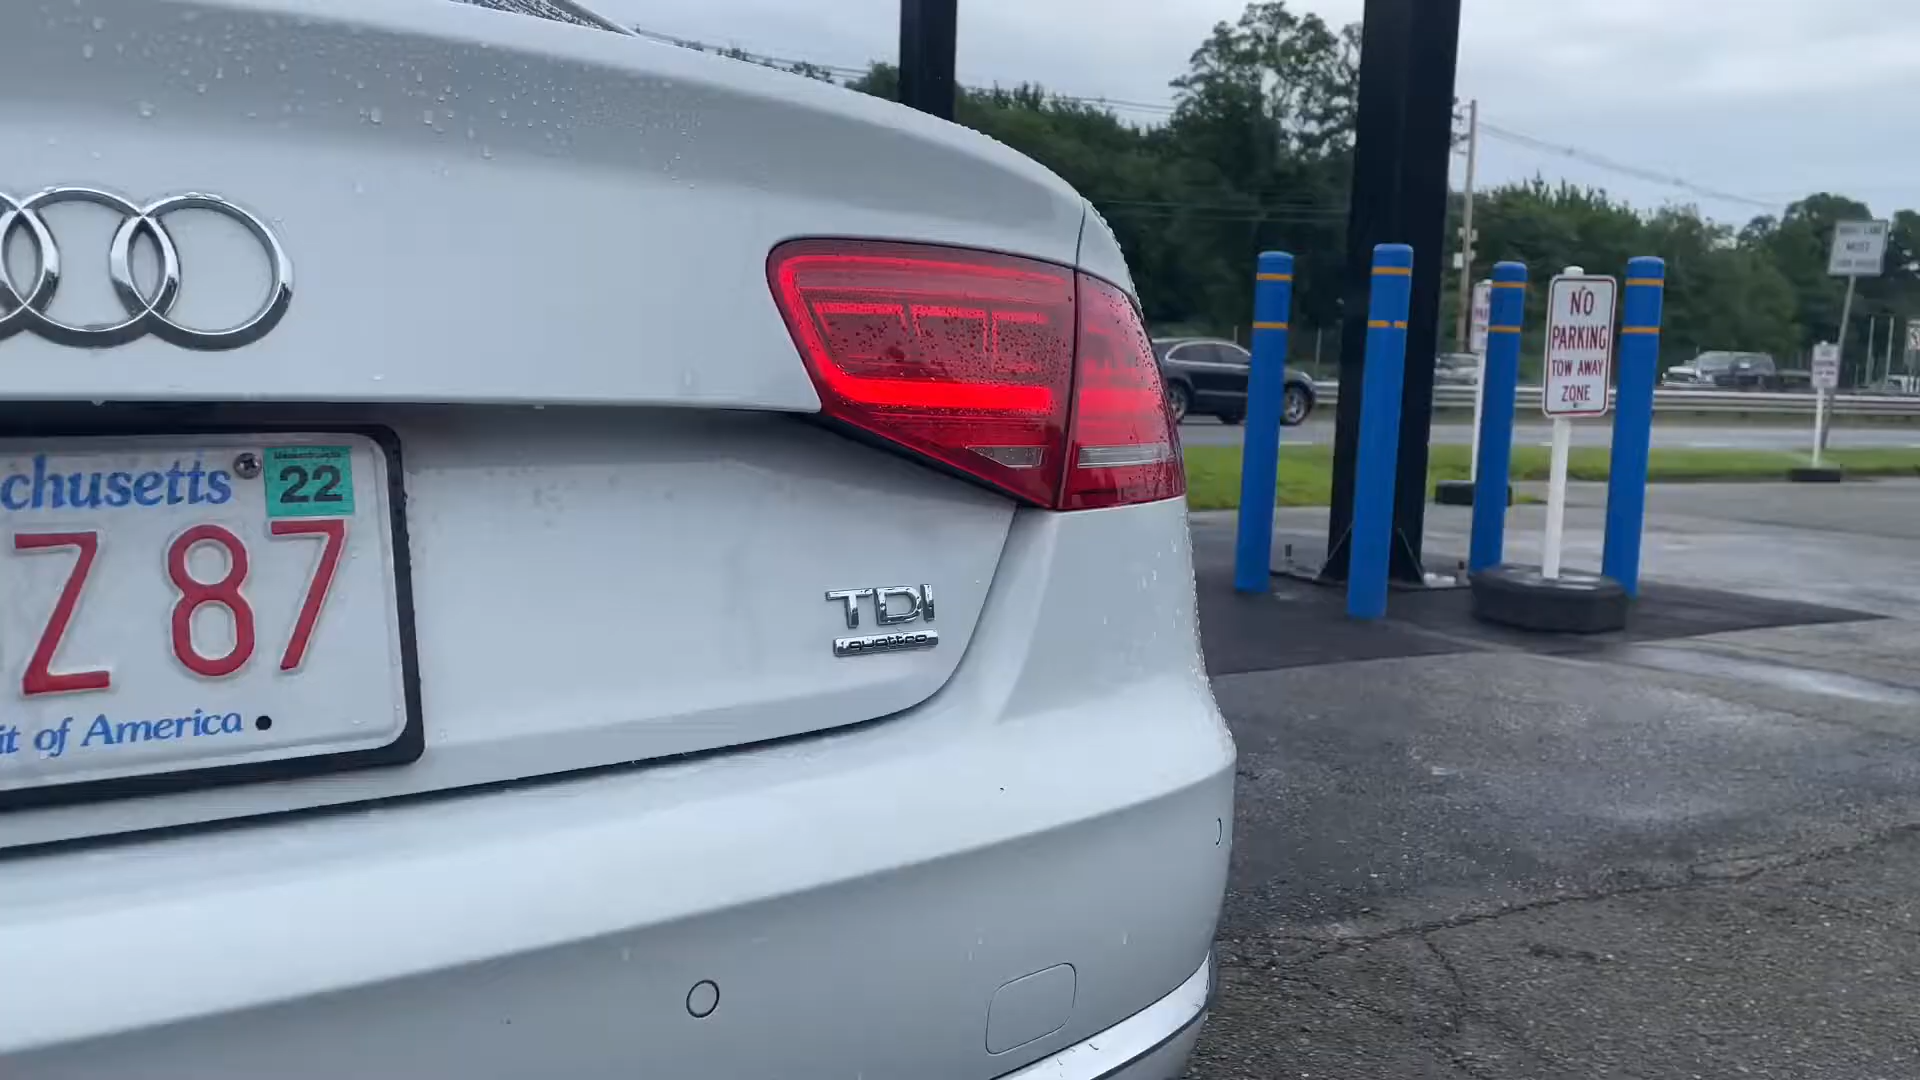 chusetts
22
Z 87
it of America
TDI
quattro
NO
PARKING
TOW AWAY
ZONE